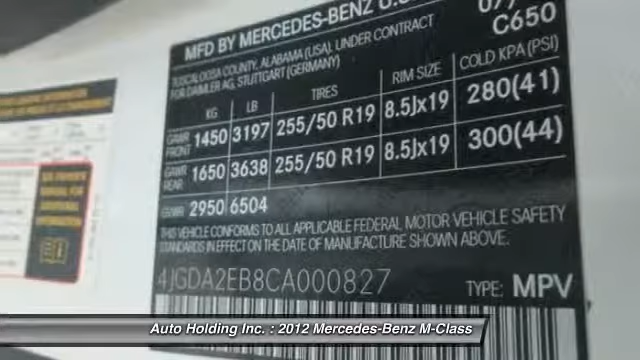 MFD BY MERCEDES-BENZ U.S.
07/
C650
TUSCALOOSA COUNTY, ALABAMA (USA), UNDER CONTRACT
FOR DAIMLER AG, STUTTGART (GERMANY)
KG LB TIRES RIM SIZE COLD KPA (PSI)
GAWR FRONT 1450 3197 255/50 R19 8.5Jx19 280(41)
GAWR REAR 1650 3638 255/50 R19 8.5Jx19 300(44)
GVWR 2950 6504
THIS VEHICLE CONFORMS TO ALL APPLICABLE FEDERAL MOTOR VEHICLE SAFETY
STANDARDS IN EFFECT ON THE DATE OF MANUFACTURE SHOWN ABOVE.
4JGDA2EB8CA000827 TYPE: MPV
Auto Holding Inc. : 2012 Mercedes-Benz M-Class